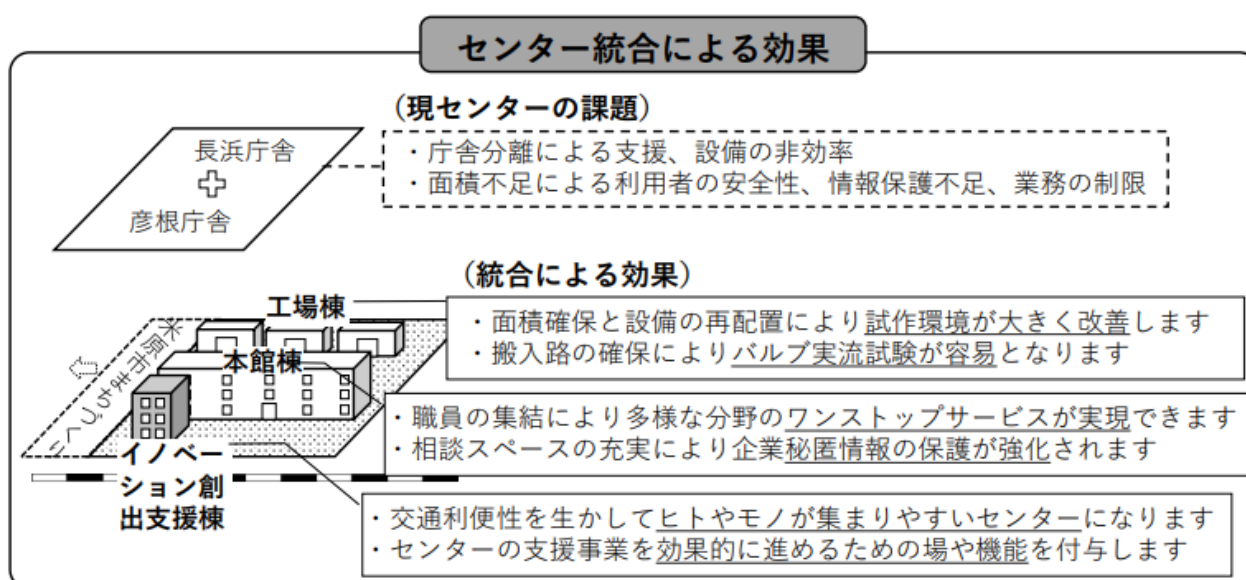 センター統合による効果
(現センターの課題)
長浜庁舎
彦根庁舎
・庁舎分離による支援、設備の非効率
・面積不足による利用者の安全性、情報保護不足、業務の制限
(統合による効果)
工場棟
・面積確保と設備の再配置により試作環境が大きく改善します
・搬入路の確保によりバルブ実流試験が容易となります
米原市まちづくり
本館棟
・職員の集結により多様な分野のワンストップサービスが実現できます
・相談スペースの充実により企業秘匿情報の保護が強化されます
イノベー
ション創
出支援棟
・交通利便性を生かしてヒトやモノが集まりやすいセンターになります
・センターの支援事業を効果的に進めるための場や機能を付与します